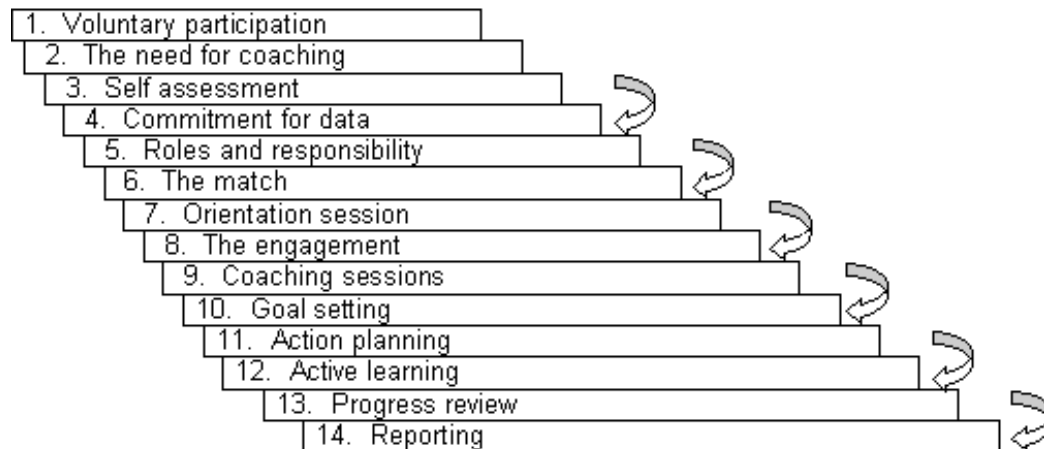 1. Voluntary participation
2. The need for coaching
3. Self assessment
4. Commitment for data
5. Roles and responsibility
6. The match
7. Orientation session
8. The engagement
9. Coaching sessions
10. Goal setting
11. Action planning
12. Active learning
13. Progress review
14. Reporting